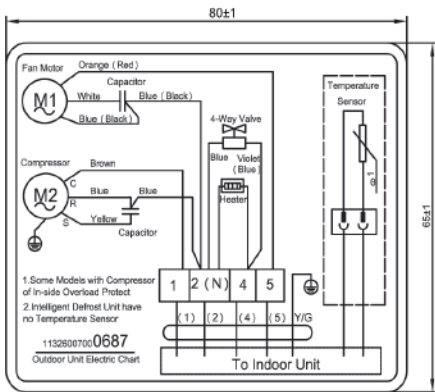 80±1
65±1
Fan Motor
Orange (Red)
M1
White
Capacitor
Blue (Black)
Blue (Black)
4-Way Valve
Blue
Violet
(Blue)
Heater
Temperature
Sensor
θ1
Compressor
M2
Brown
C
Blue
Blue
R
Yellow
S
Capacitor
1 2 (N) 4 5
(1) (2) (4) (5) Y/G
1.Some Models with Compressor
of In-side Overload Protect
2.Intelligent Defrost Unit have
no Temperature Sensor
11326007000687
Outdoor Unit Electric Chart
To Indoor Unit